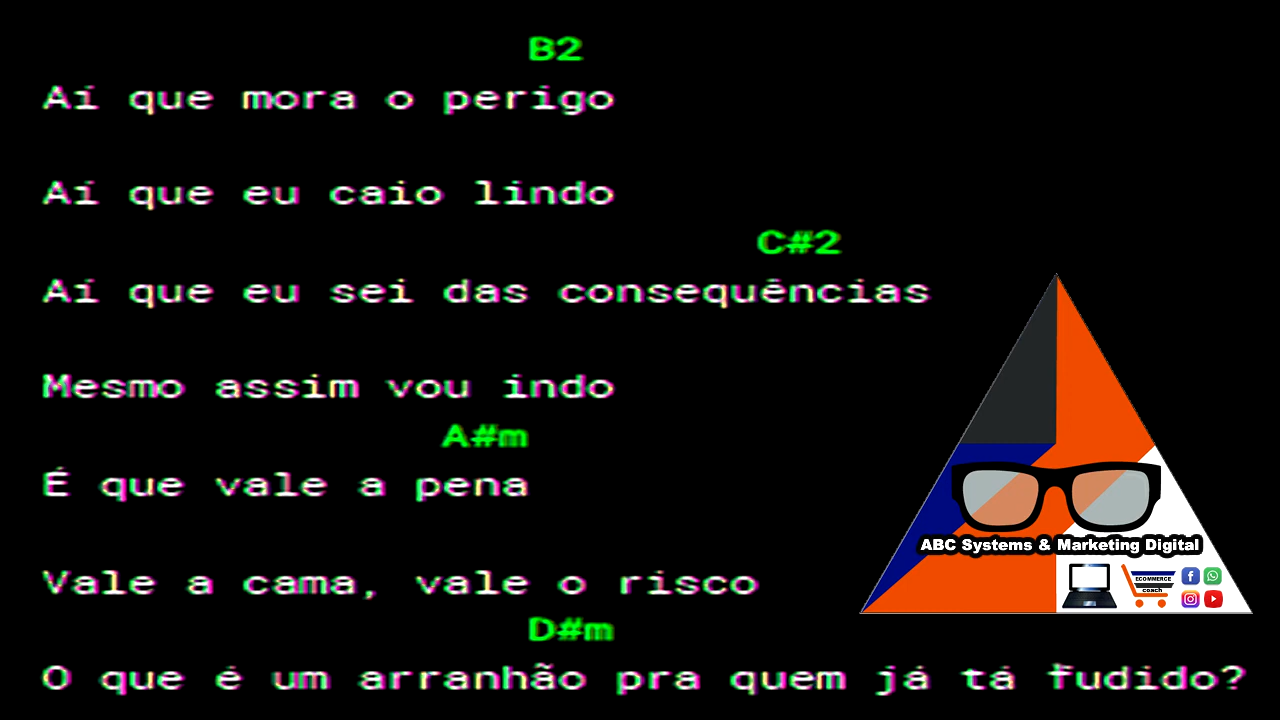 B2
Aí que mora o perigo
Aí que eu caio lindo
C#2
Aí que eu sei das consequências
Mesmo assim vou indo
A#m
É que vale a pena
Vale a cama, vale o risco
D#m
O que é um arranhão pra quem já tá fudido?
ABC Systems & Marketing Digital
ECOMMERCE
coach